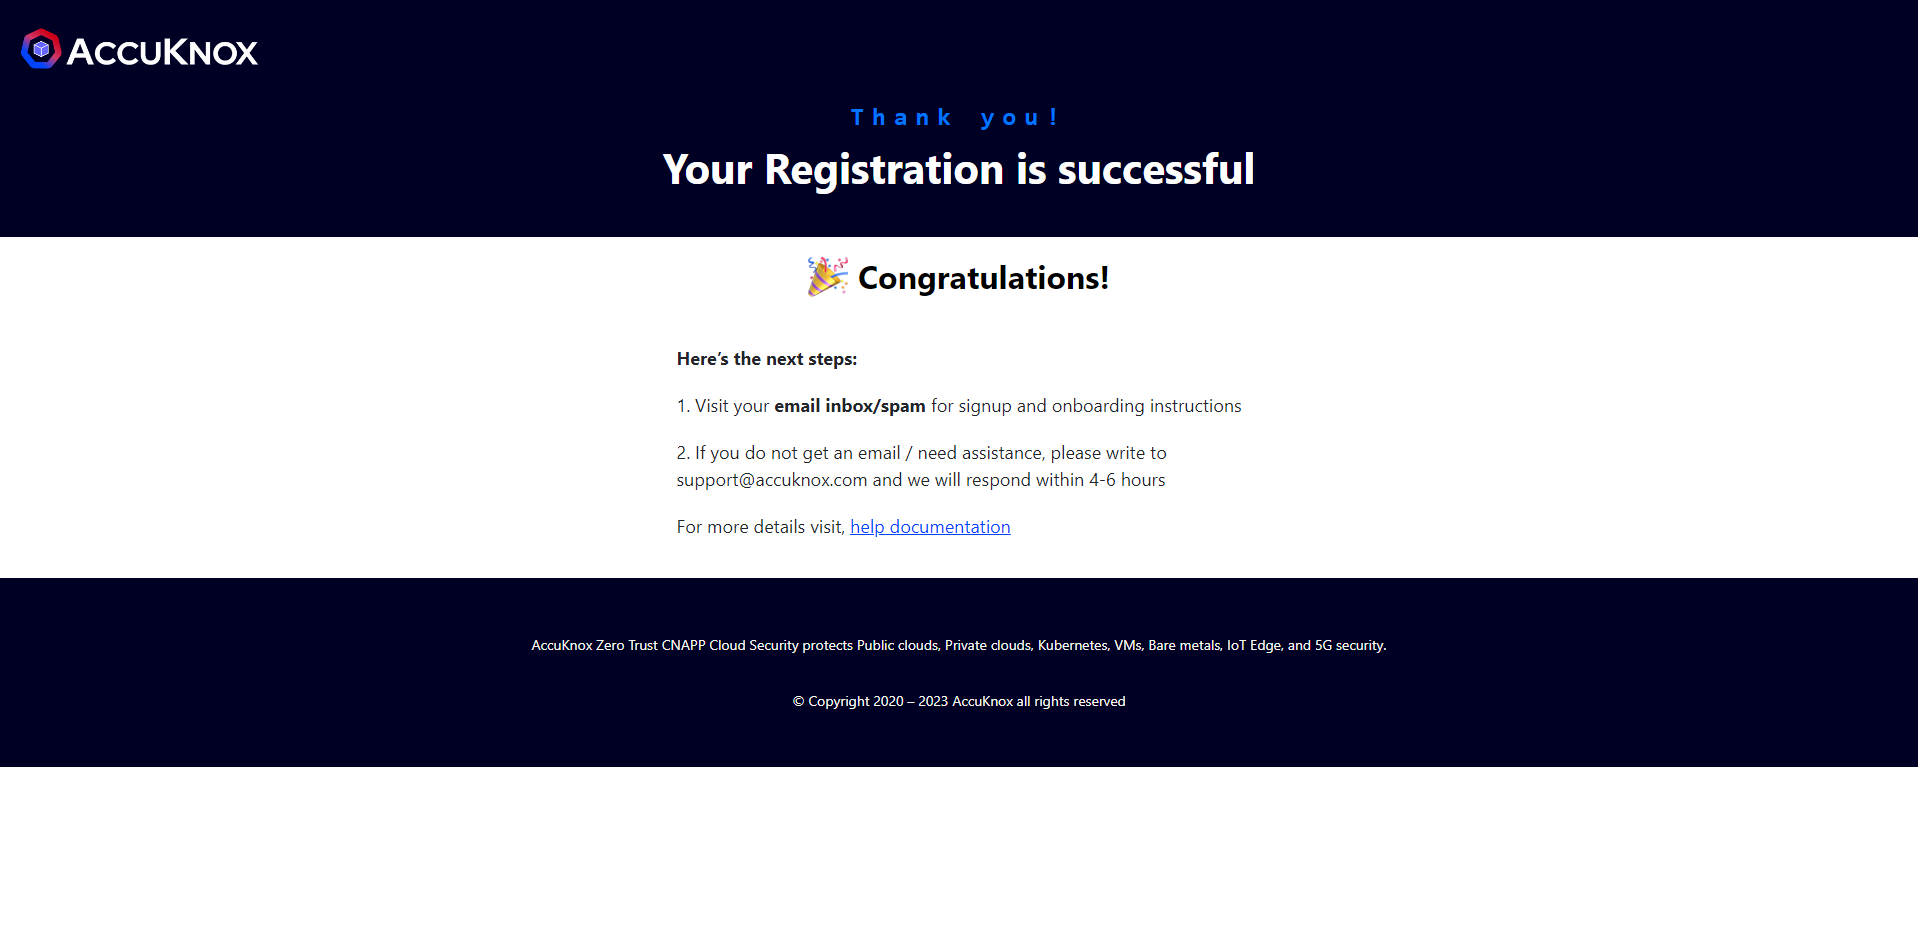 ACCUKNOX
Thank you!
Your Registration is successful
Congratulations!
Here’s the next steps:
1. Visit your email inbox/spam for signup and onboarding instructions
2. If you do not get an email / need assistance, please write to
support@accuknox.com and we will respond within 4-6 hours
For more details visit, help documentation
AccuKnox Zero Trust CNAPP Cloud Security protects Public clouds, Private clouds, Kubernetes, VMs, Bare metals, IoT Edge, and 5G security.
© Copyright 2020 – 2023 AccuKnox all rights reserved